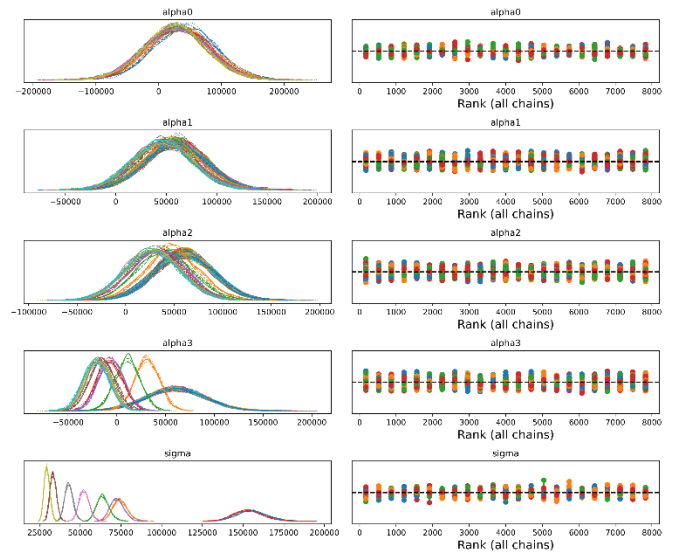 alpha0 alpha0
−200000 −100000 0 100000 200000 0 1000 2000 3000 4000 5000 6000 7000 8000
Rank (all chains)
alpha1 alpha1
−50000 0 50000 100000 150000 200000 0 1000 2000 3000 4000 5000 6000 7000 8000
Rank (all chains)
alpha2 alpha2
−100000 −50000 0 50000 100000 150000 200000 0 1000 2000 3000 4000 5000 6000 7000 8000
Rank (all chains)
alpha3 alpha3
−50000 0 50000 100000 150000 200000 0 1000 2000 3000 4000 5000 6000 7000 8000
Rank (all chains)
sigma sigma
25000 50000 75000 100000 125000 150000 175000 200000 0 1000 2000 3000 4000 5000 6000 7000 8000
Rank (all chains)